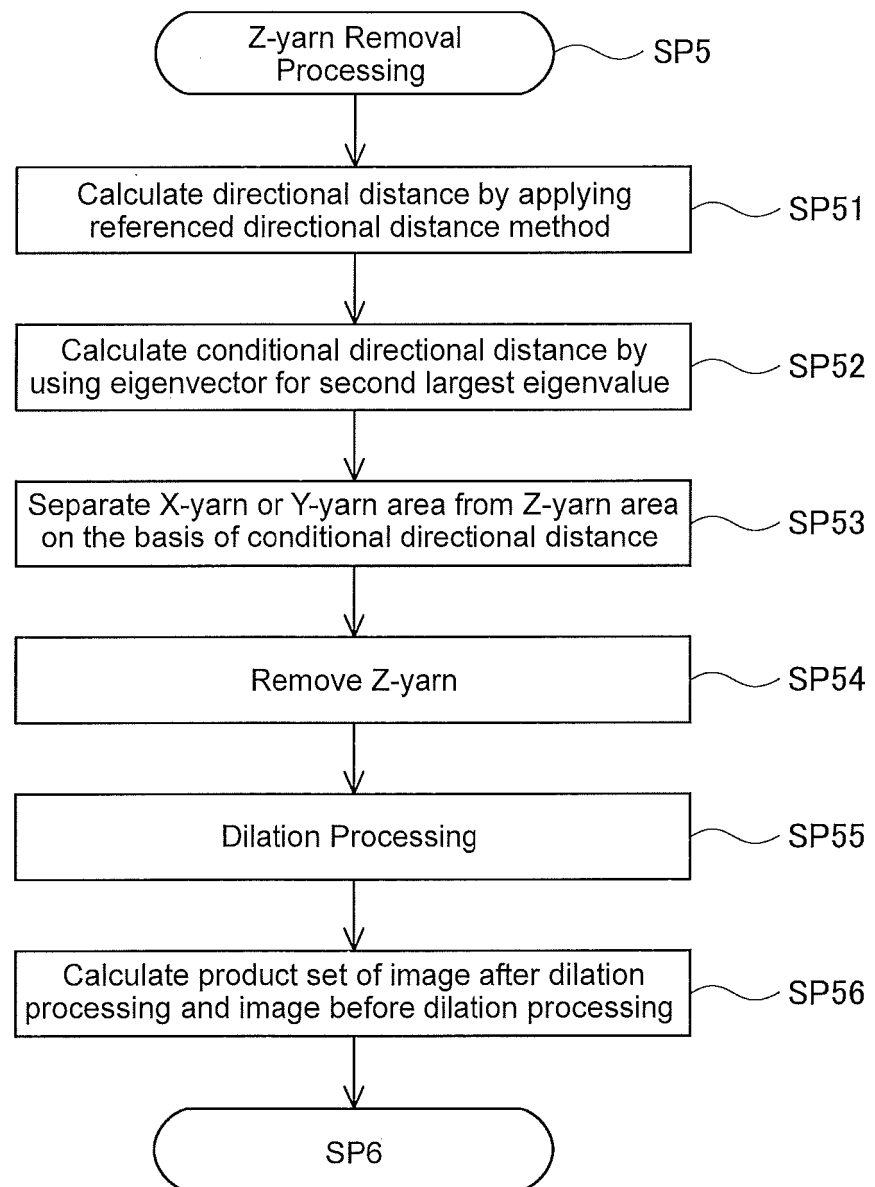 Z-yarn Removal
Processing
SP5
Calculate directional distance by applying
referenced directional distance method
SP51
Calculate conditional directional distance by
using eigenvector for second largest eigenvalue
SP52
Separate X-yarn or Y-yarn area from Z-yarn area
on the basis of conditional directional distance
SP53
Remove Z-yarn
SP54
Dilation Processing
SP55
Calculate product set of image after dilation
processing and image before dilation processing
SP56
SP6